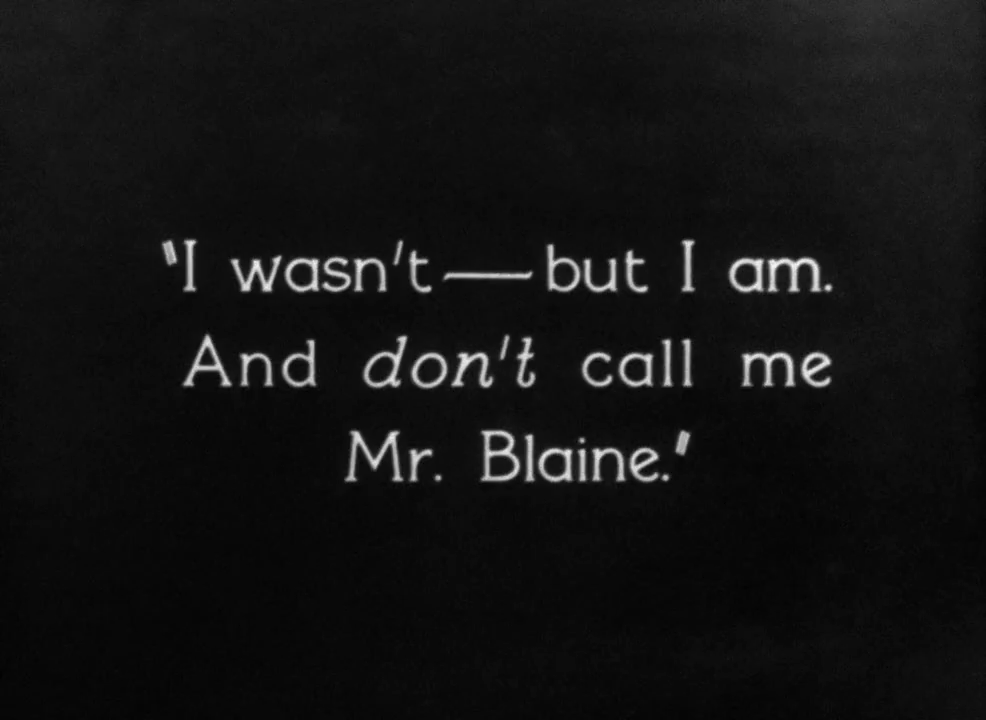 "I wasn't—but I am.
And don't call me
Mr. Blaine."